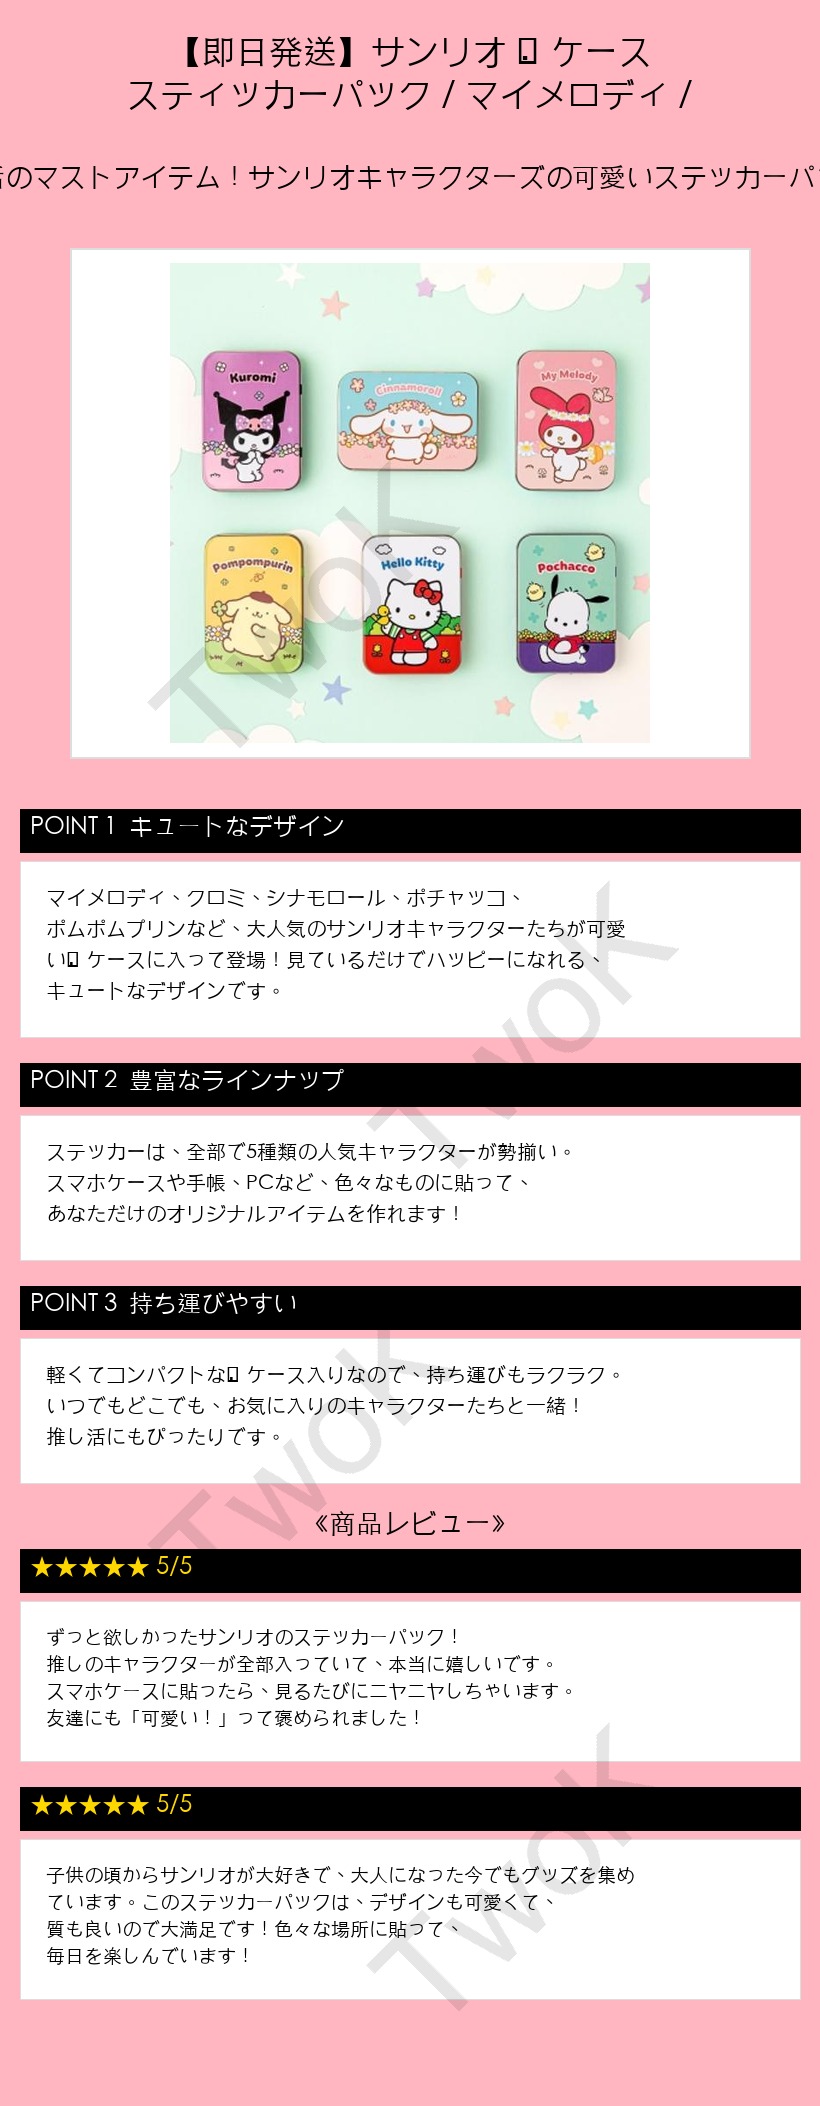 【即日発送】サンリオ ケース
スティッカーパック / マイメロディ /
のマストアイテム！サンリオキャラクターズの可愛いステッカーパ
Kuromi
Cinnamoroll
My Melody
Pompompurin
Hello Kitty
Pochacco
TwoK
POINT 1 キュートなデザイン
マイメロディ、クロミ、シナモロール、ポチャッコ、
ポムポムプリンなど、大人気のサンリオキャラクターたちが可愛
い ケースに入って登場！見ているだけでハッピーになれる、
キュートなデザインです。
TwoK
POINT 2 豊富なラインナップ
ステッカーは、全部で5種類の人気キャラクターが勢揃い。
スマホケースや手帳、PCなど、色々なものに貼って、
あなただけのオリジナルアイテムを作れます！
POINT 3 持ち運びやすい
軽くてコンパクトな ケース入りなので、持ち運びもラクラク。
いつでもどこでも、お気に入りのキャラクターたちと一緒！
推し活にもぴったりです。
TwoK
《商品レビュー》
★★★★★ 5/5
ずっと欲しかったサンリオのステッカーパック！
推しのキャラクターが全部入っていて、本当に嬉しいです。
スマホケースに貼ったら、見るたびにニヤニヤしちゃいます。
友達にも「可愛い！」って褒められました！
★★★★★ 5/5
子供の頃からサンリオが大好きで、大人になった今でもグッズを集め
ています。このステッカーパックは、デザインも可愛くて、
質も良いので大満足です！色々な場所に貼って、
毎日を楽しんでいます！
TwoK